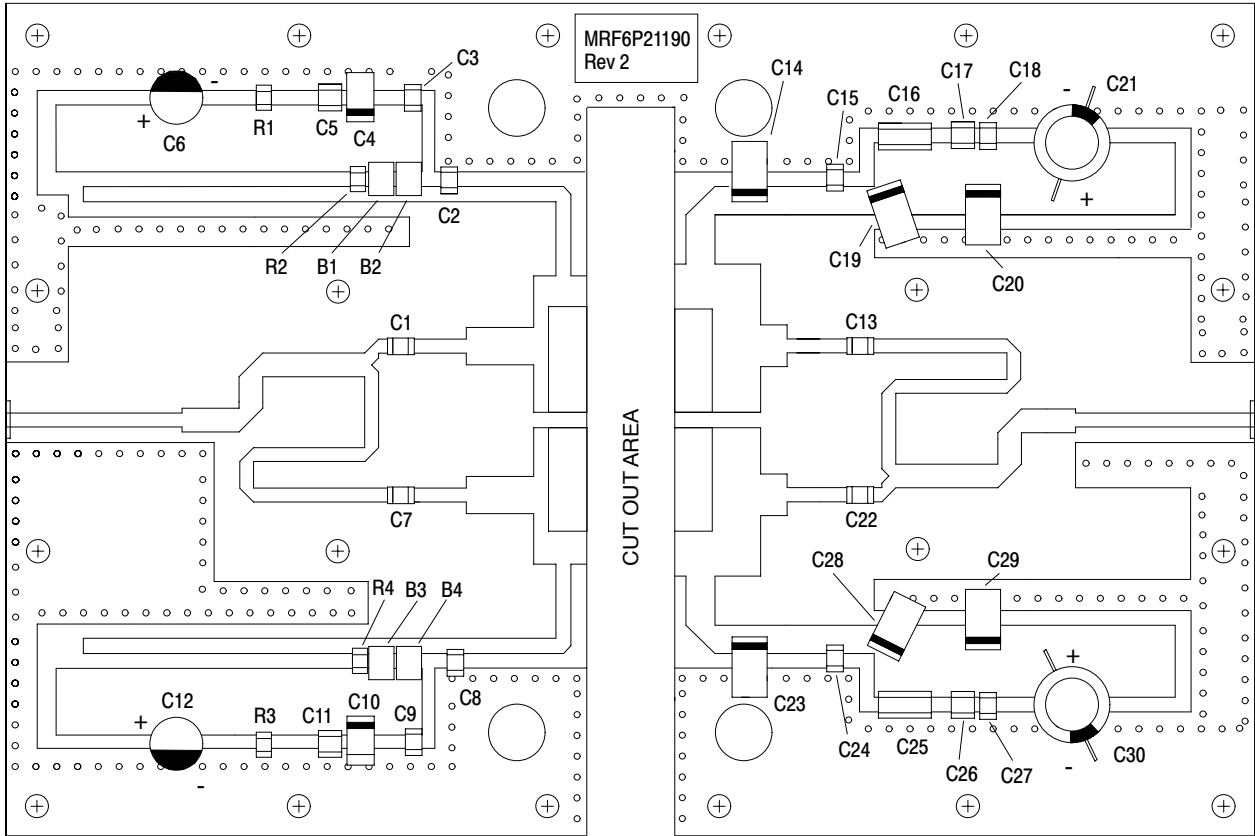 MRF6P21190
Rev 2
C3
C14
C17
C18
C21
C15
C16
-
-
+
C6
R1
C5
C4
C2
+
R2
B1
B2
C19
C20
C1
C13
CUT OUT AREA
C7
C22
C28
C29
R4
B3
B4
C12
C8
+
+
R3
C11
C10
C9
C23
C24
C25
C26
C27
C30
-
-